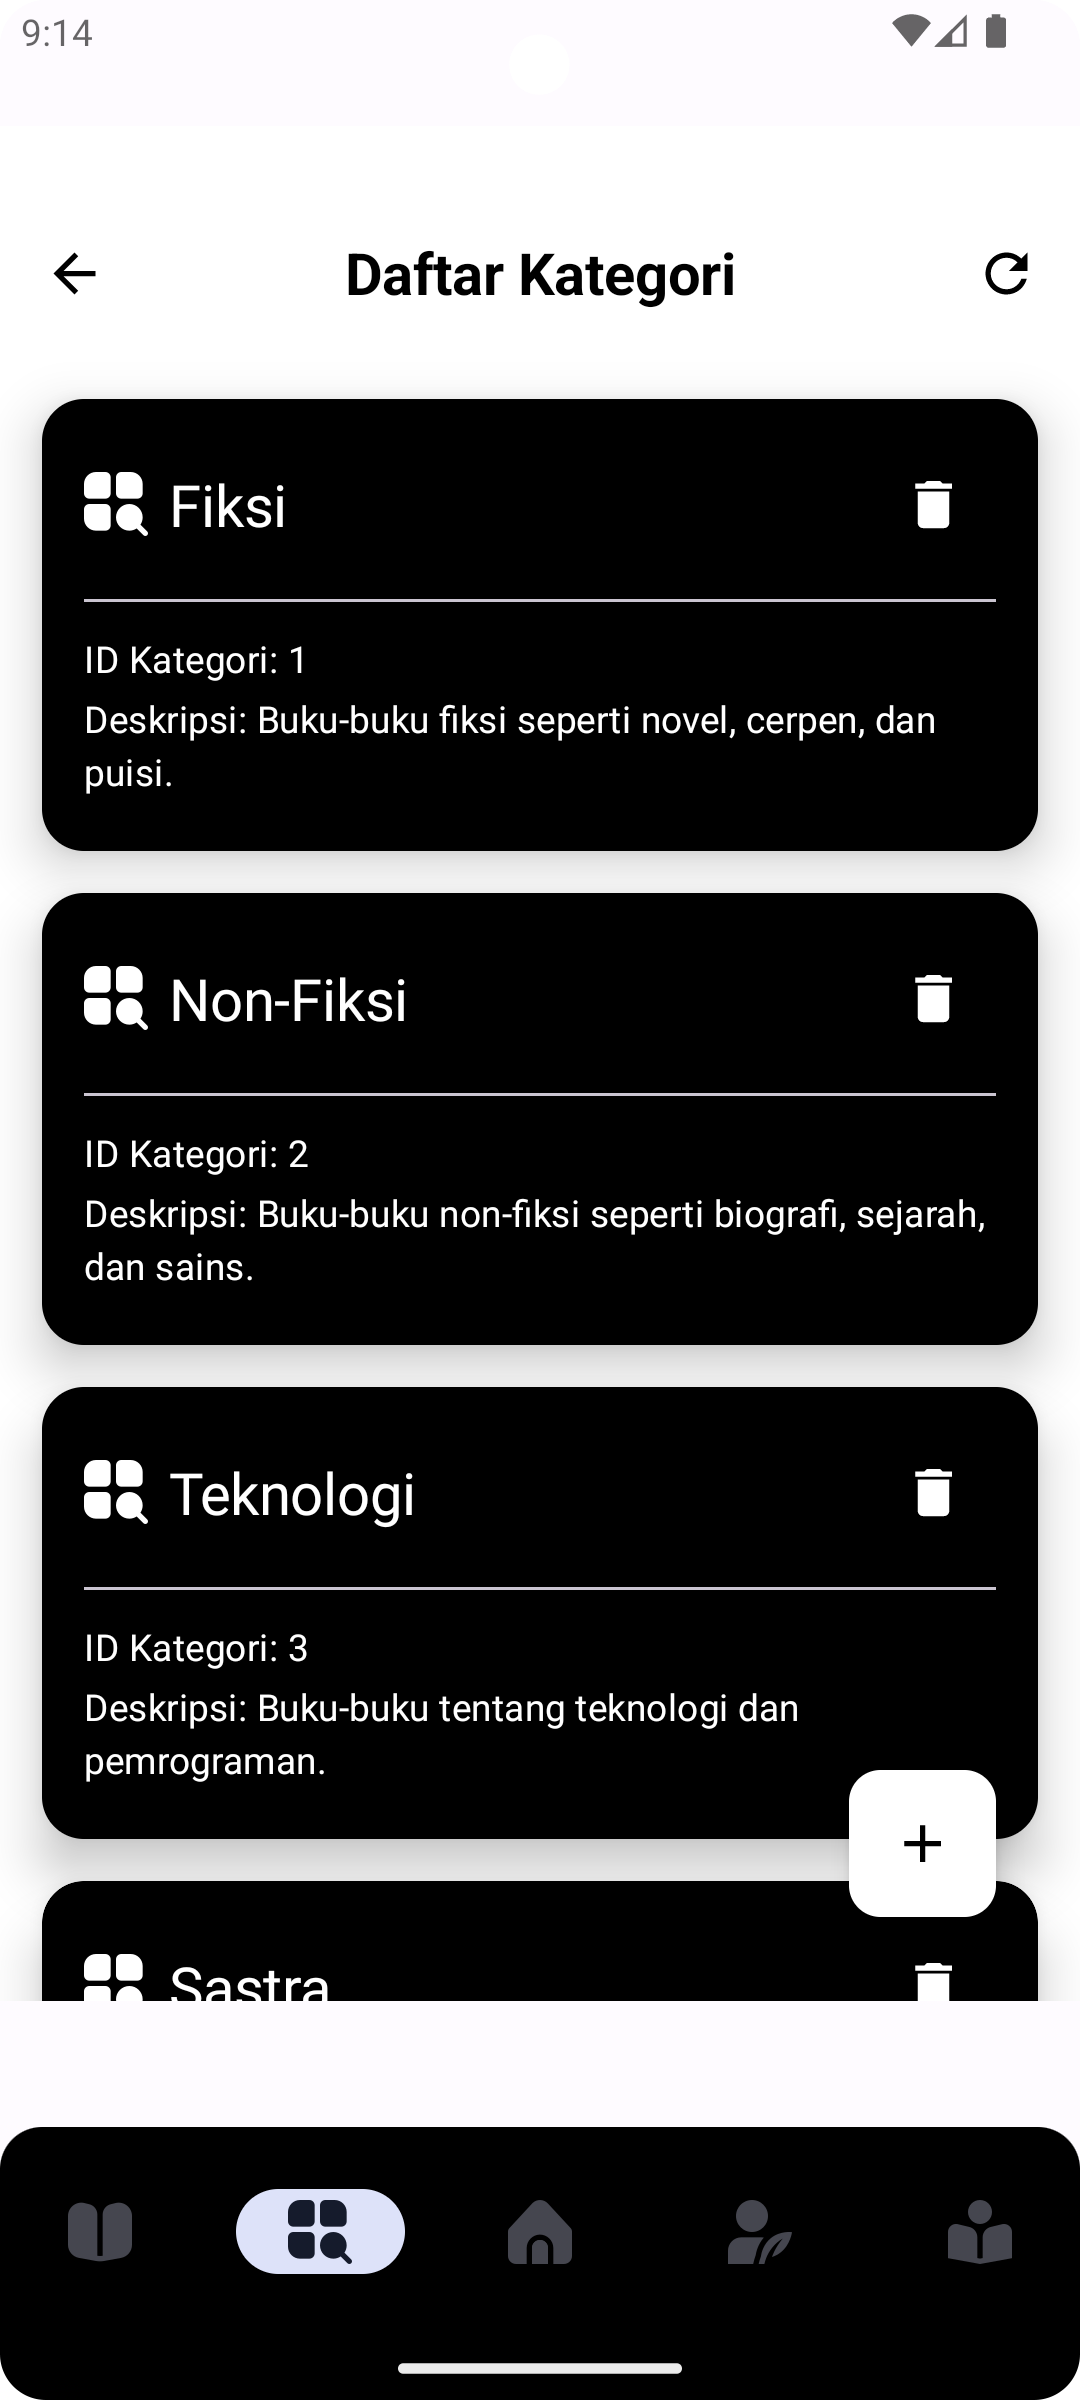 9:14
Daftar Kategori
Fiksi
ID Kategori: 1
Deskripsi: Buku-buku fiksi seperti novel, cerpen, dan
puisi.
Non-Fiksi
ID Kategori: 2
Deskripsi: Buku-buku non-fiksi seperti biografi, sejarah,
dan sains.
Teknologi
ID Kategori: 3
Deskripsi: Buku-buku tentang teknologi dan
pemrograman.
Sastra